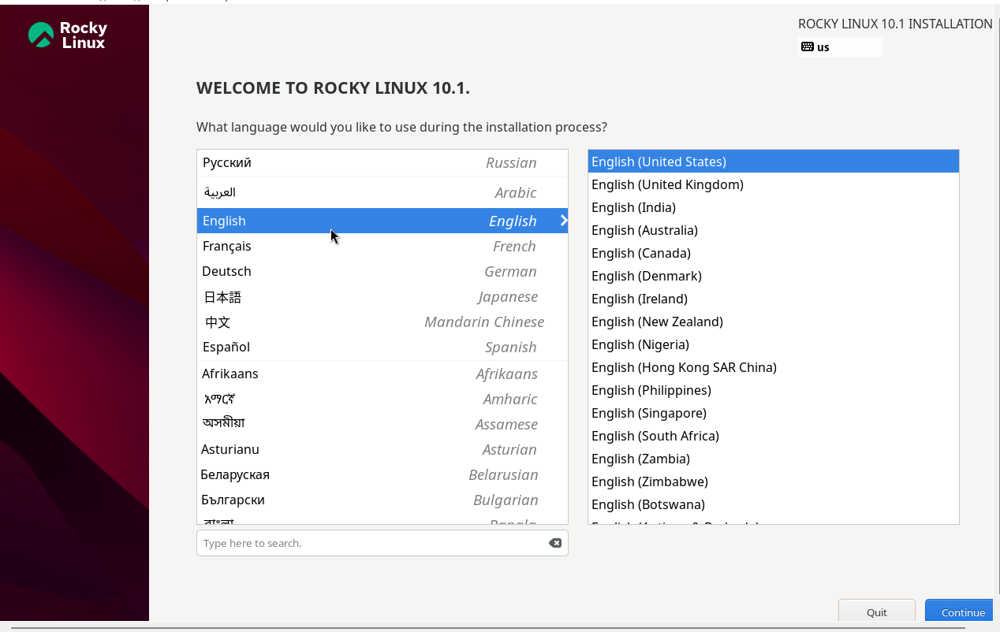 Rocky
Linux
ROCKY LINUX 10.1 INSTALLATION
us
WELCOME TO ROCKY LINUX 10.1.
What language would you like to use during the installation process?
Русский Russian
العربية Arabic
English English
Français French
Deutsch German
日本語 Japanese
中文 Mandarin Chinese
Español Spanish
Afrikaans Afrikaans
አማርኛ Amharic
অসমীয়া Assamese
Asturianu Asturian
Беларуская Belarusian
Български Bulgarian
বাংলা Bangla
English (United States)
English (United Kingdom)
English (India)
English (Australia)
English (Canada)
English (Denmark)
English (Ireland)
English (New Zealand)
English (Nigeria)
English (Hong Kong SAR China)
English (Philippines)
English (Singapore)
English (South Africa)
English (Zambia)
English (Zimbabwe)
English (Botswana)
English (Antigua & Barbuda)
Type here to search.
Quit
Continue